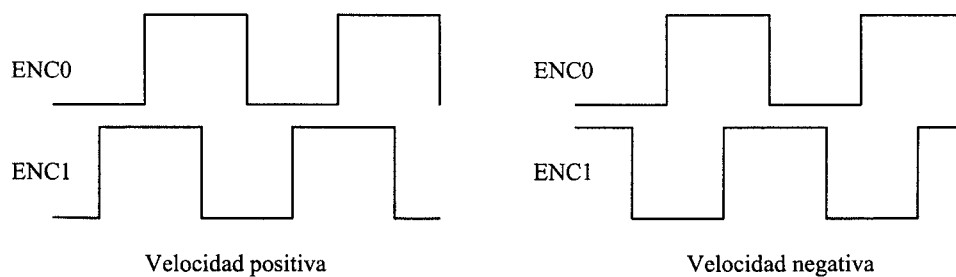 ENC0
ENC0
ENC1
ENC1
Velocidad positiva
Velocidad negativa